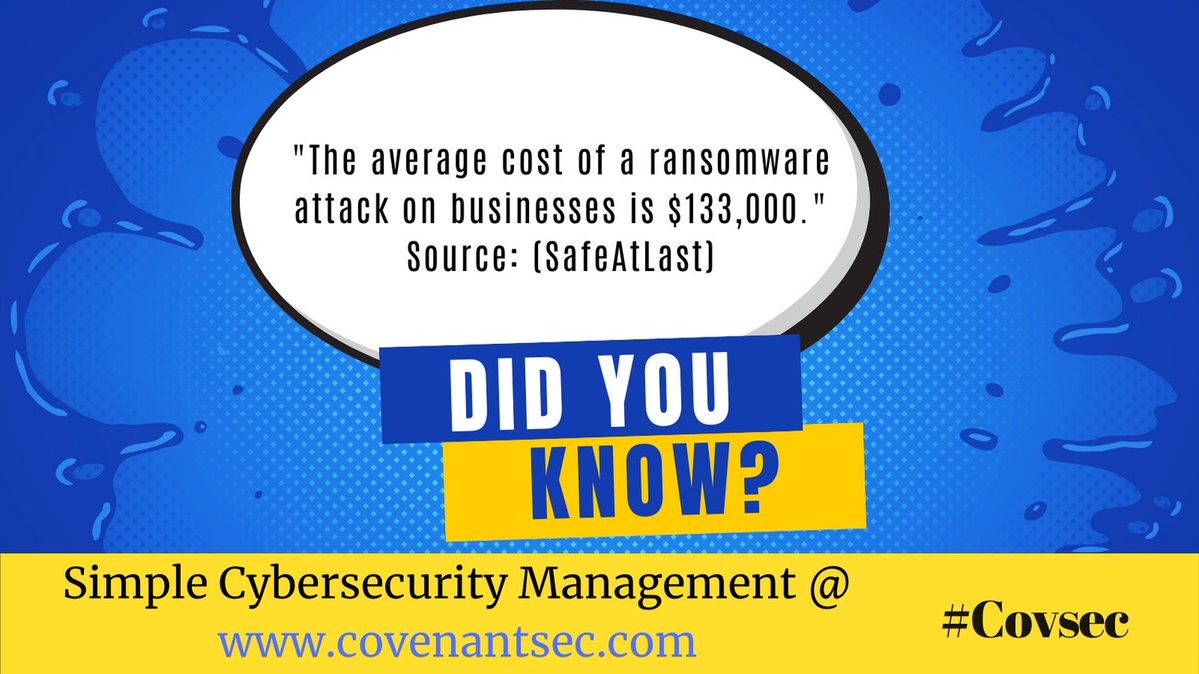 "The average cost of a ransomware
attack on businesses is $133,000."
Source: (SafeAtLast)
DID YOU
KNOW?
Simple Cybersecurity Management @
www.covenantsec.com
#Covsec